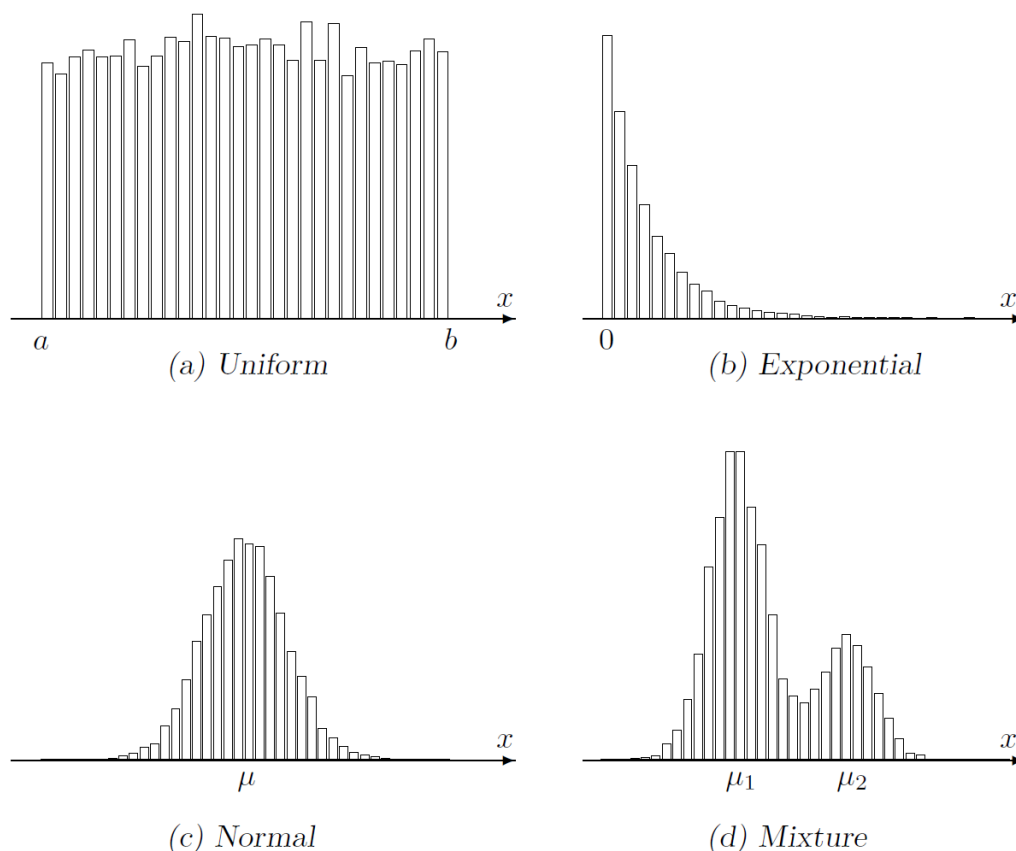 x
x
a
b
0
(a) Uniform
(b) Exponential
x
x
μ
μ₁
μ₂
(c) Normal
(d) Mixture